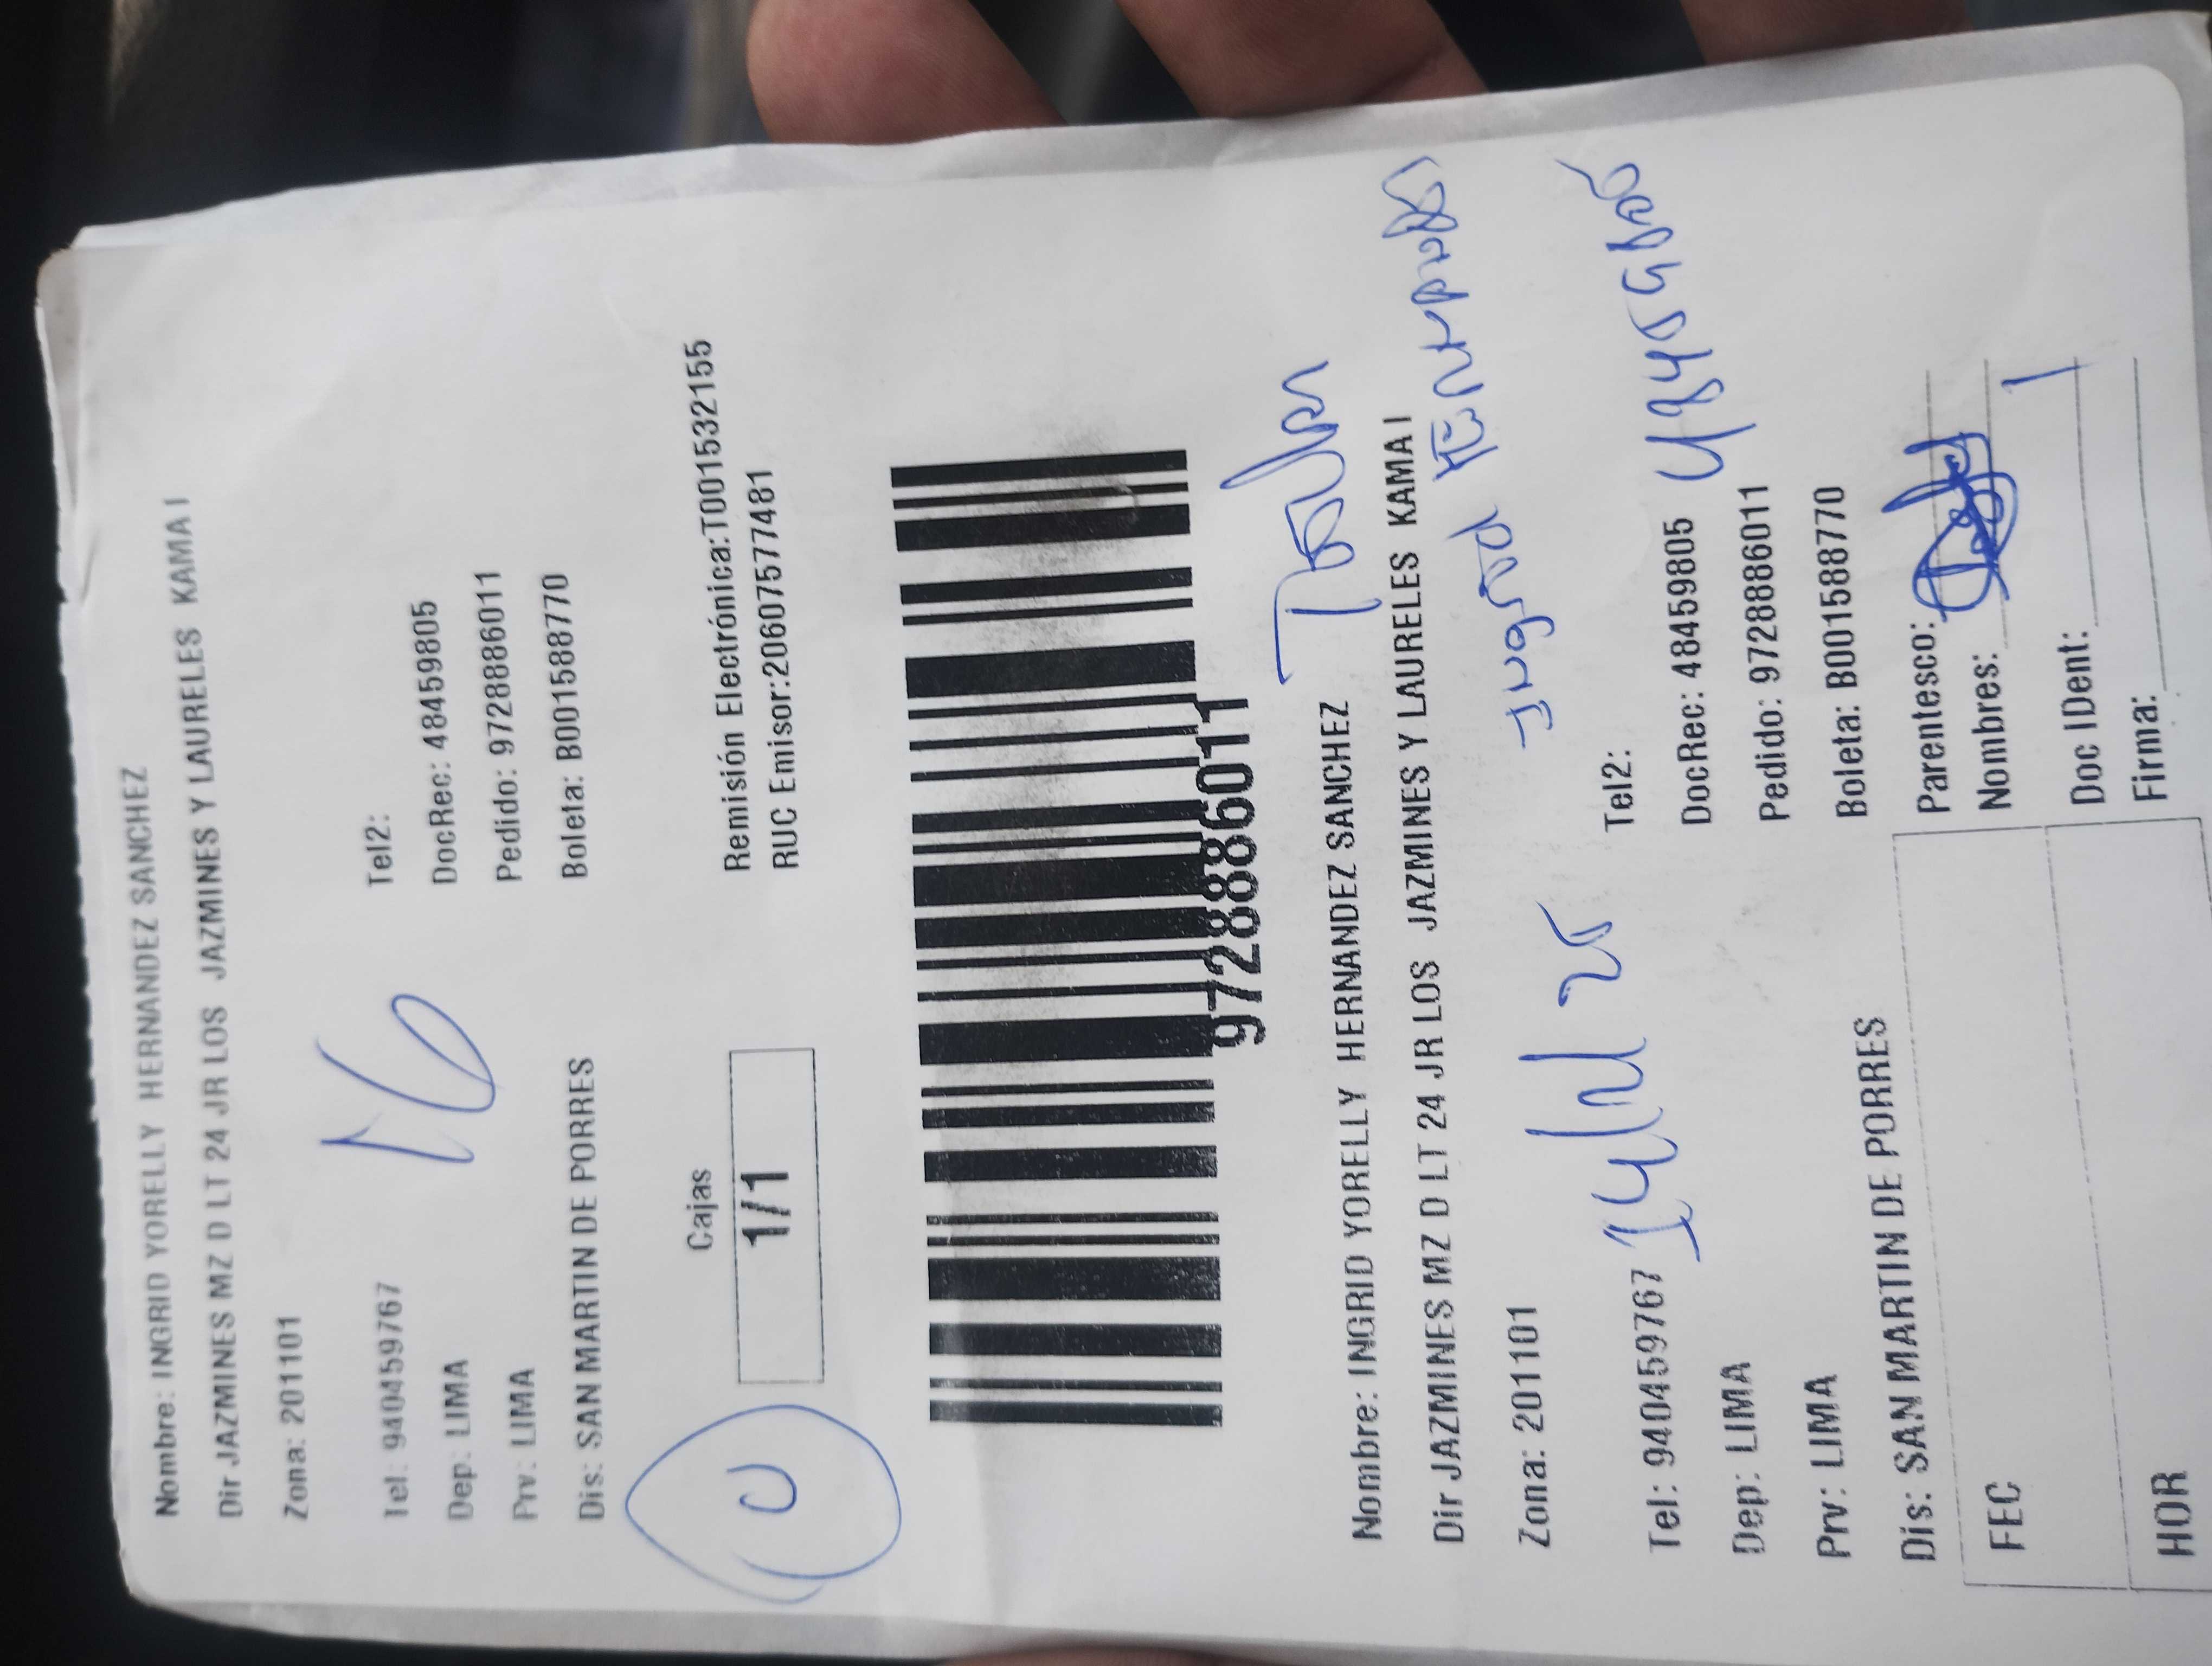 Nombre: INGRID YORELLY HERNANDEZ SANCHEZ
Dir JAZMINES MZ D LT 24 JR LOS JAZMINES Y LAURELES KAMA I
Zona: 201101
16
Tel: 940459767 Tel2:
Dep: LIMA DocRec: 48459805
Prv: LIMA Pedido: 9728886011
Dis: SAN MARTIN DE PORRES Boleta: B001588770
Cajas
1/1
Remisión Electrónica:T001532155
RUC Emisor:20607577481
9728886011
Nombre: INGRID YORELLY HERNANDEZ SANCHEZ
Dir JAZMINES MZ D LT 24 JR LOS JAZMINES Y LAURELES KAMA I
Zona: 201101
Ingrid Hernandez
Tel: 940459767 Tel2:
Dep: LIMA DocRec: 48459805
Prv: LIMA Pedido: 9728886011
Dis: SAN MARTIN DE PORRES Boleta: B001588770
FEC Parentesco:
Nombres:
HOR Doc IDent:
Firma: